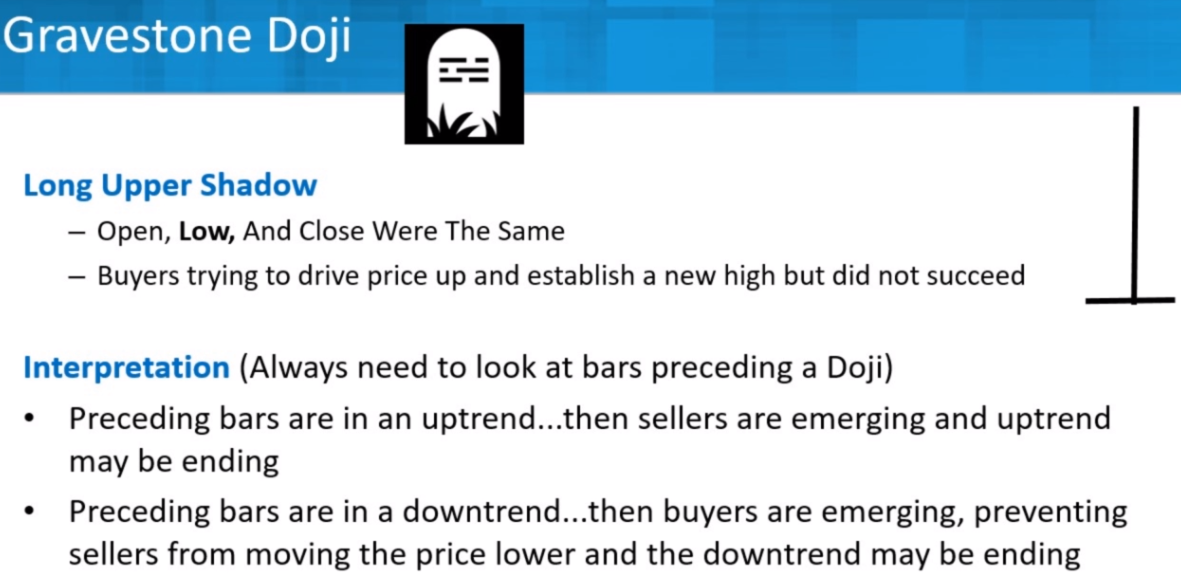 Gravestone Doji
Long Upper Shadow
– Open, Low, And Close Were The Same
– Buyers trying to drive price up and establish a new high but did not succeed
Interpretation (Always need to look at bars preceding a Doji)
• Preceding bars are in an uptrend...then sellers are emerging and uptrend
may be ending
• Preceding bars are in a downtrend...then buyers are emerging, preventing
sellers from moving the price lower and the downtrend may be ending